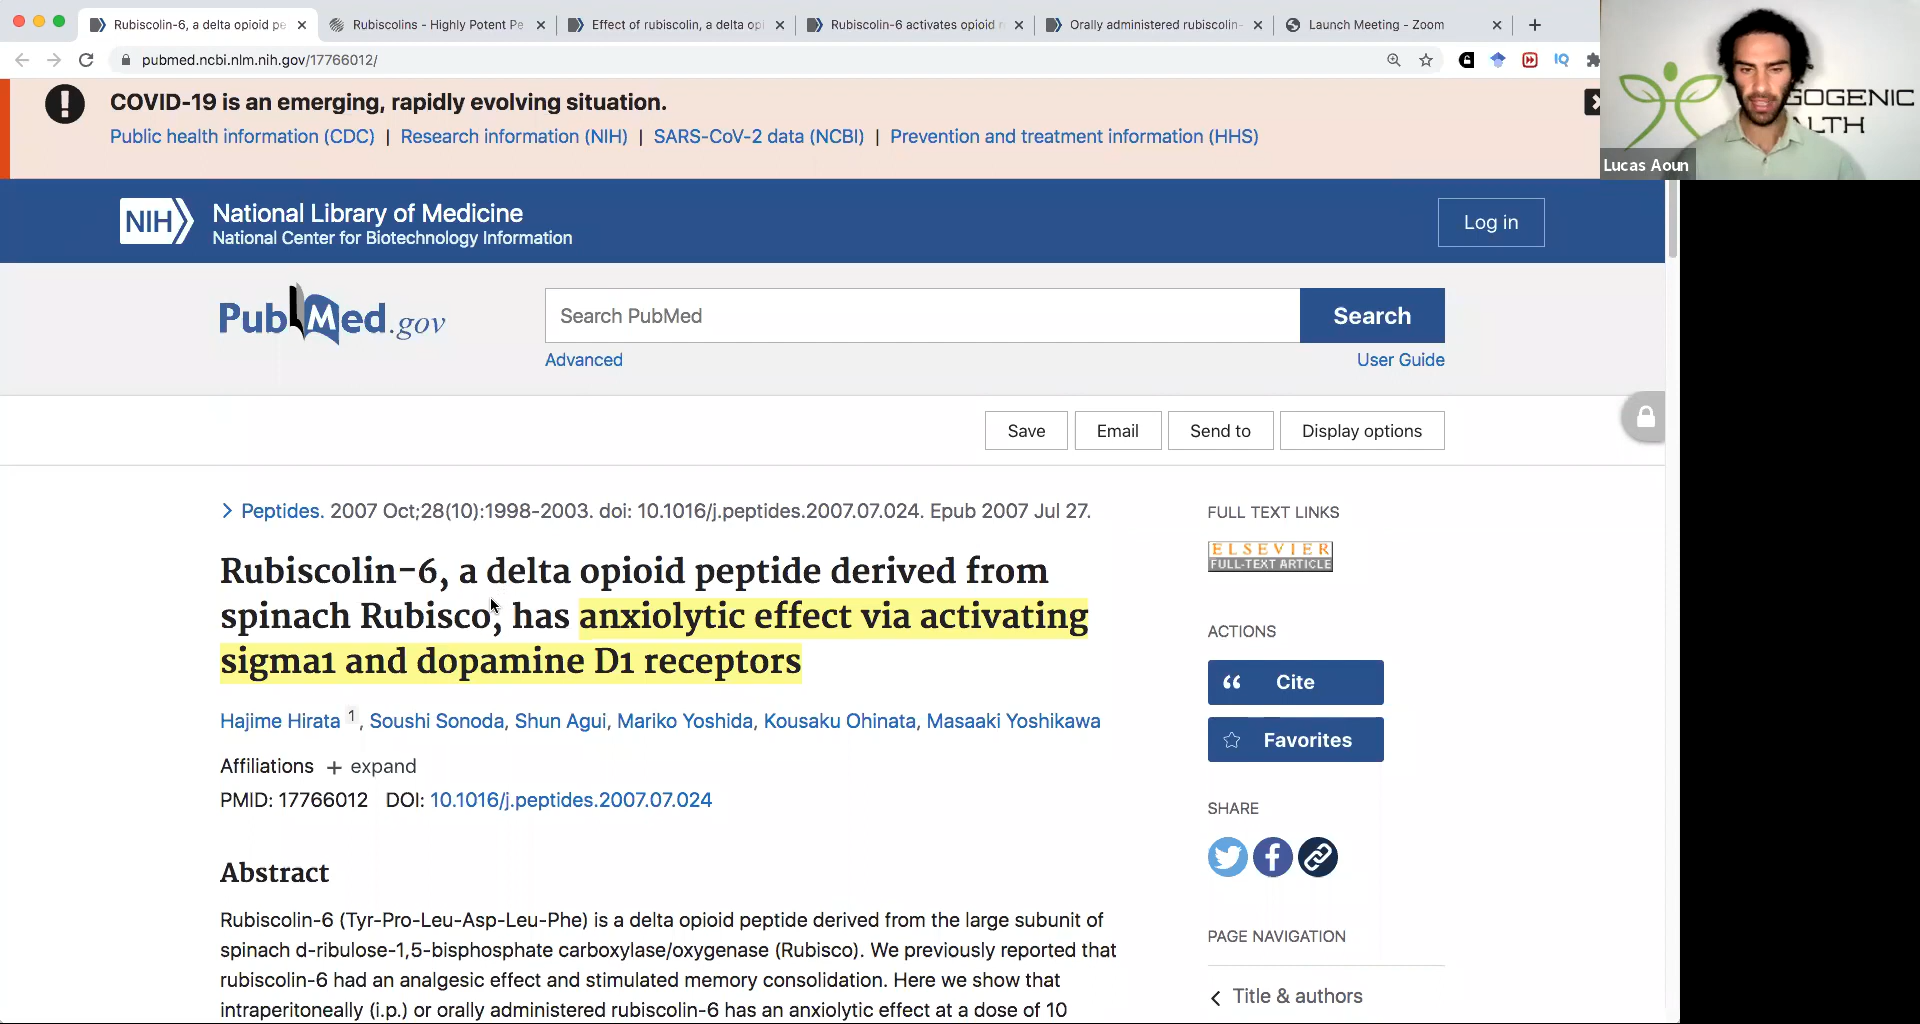 Rubiscolin-6, a delta opioid pe
Rubiscolins - Highly Potent Pe
Effect of rubiscolin, a delta opi
Rubiscolin-6 activates opioid r
Orally administered rubiscolin-
Launch Meeting - Zoom
pubmed.ncbi.nlm.nih.gov/17766012/
IQ
GOGENIC
ALTH
Lucas Aoun
COVID-19 is an emerging, rapidly evolving situation.
Public health information (CDC) | Research information (NIH) | SARS-CoV-2 data (NCBI) | Prevention and treatment information (HHS)
NIH
National Library of Medicine
National Center for Biotechnology Information
Log in
PubMed.gov
Search PubMed
Search
Advanced
User Guide
Save
Email
Send to
Display options
Peptides. 2007 Oct;28(10):1998-2003. doi: 10.1016/j.peptides.2007.07.024. Epub 2007 Jul 27.
Rubiscolin-6, a delta opioid peptide derived from
spinach Rubisco, has anxiolytic effect via activating
sigma1 and dopamine D1 receptors
Hajime Hirata 1, Soushi Sonoda, Shun Agui, Mariko Yoshida, Kousaku Ohinata, Masaaki Yoshikawa
Affiliations + expand
PMID: 17766012 DOI: 10.1016/j.peptides.2007.07.024
Abstract
Rubiscolin-6 (Tyr-Pro-Leu-Asp-Leu-Phe) is a delta opioid peptide derived from the large subunit of
spinach d-ribulose-1,5-bisphosphate carboxylase/oxygenase (Rubisco). We previously reported that
rubiscolin-6 had an analgesic effect and stimulated memory consolidation. Here we show that
intraperitoneally (i.p.) or orally administered rubiscolin-6 has an anxiolytic effect at a dose of 10
FULL TEXT LINKS
ELSEVIER
FULL-TEXT ARTICLE
ACTIONS
Cite
Favorites
SHARE
PAGE NAVIGATION
Title & authors